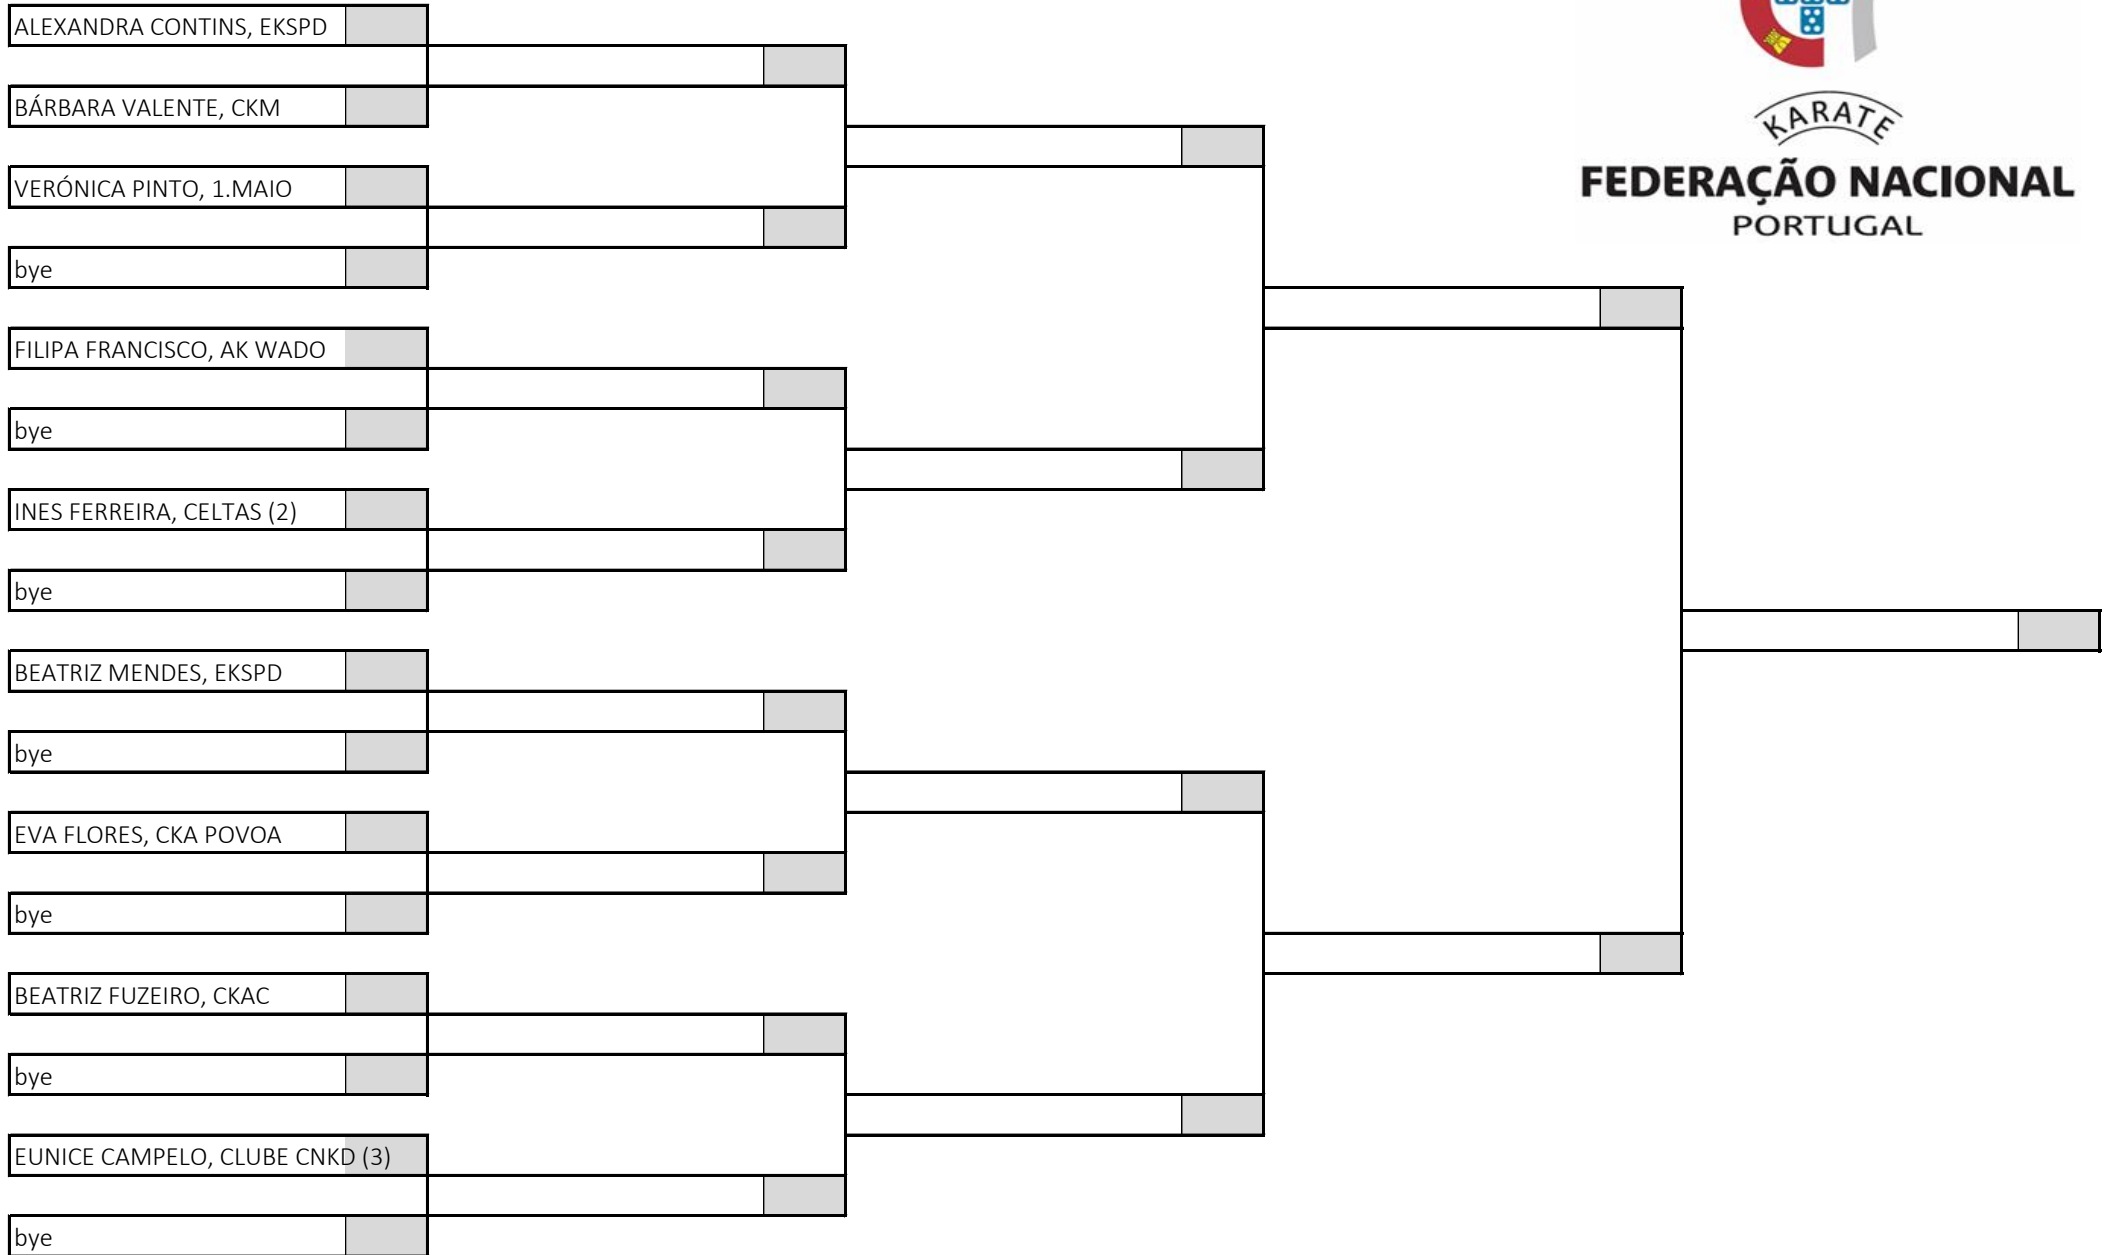 ALEXANDRA CONTINS, EKSPD
BÁRBARA VALENTE, CKM
VERÓNICA PINTO, 1.MAIO
bye
FILIPA FRANCISCO, AK WADO
bye
INES FERREIRA, CELTAS (2)
bye
BEATRIZ MENDES, EKSPD
bye
EVA FLORES, CKA POVOA
bye
BEATRIZ FUZEIRO, CKAC
bye
EUNICE CAMPELO, CLUBE CNKD (3)
bye
KARATE
FEDERAÇÃO NACIONAL
PORTUGAL